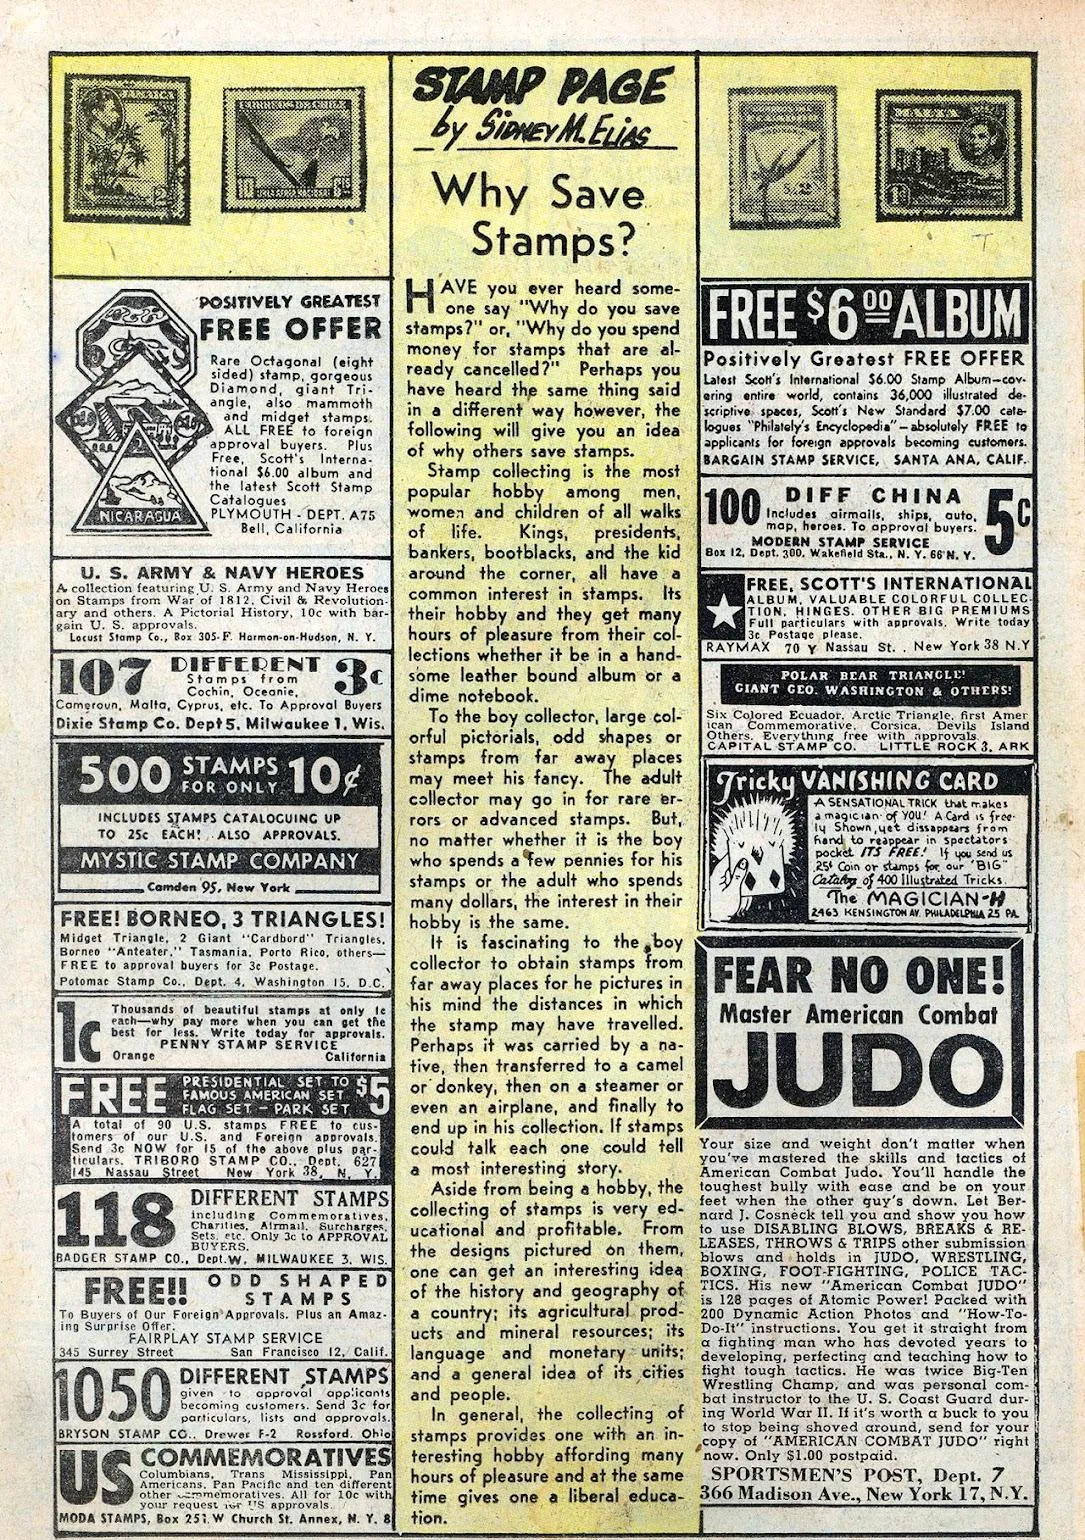 JAMAICA
2
CORREOS DE CHILE
10
STAMP PAGE
by SIDNEY M. ELIAS
Why Save
Stamps?
MALTA
POSITIVELY GREATEST
FREE OFFER
Rare Octagonal (eight
sided) stamp, gorgeous
Diamond, giant Tri-
angle, also mammoth
and midget stamps.
ALL FREE to foreign
approval buyers. Plus
Free, Scott's Interna-
tional $6.00 album and
the latest Scott Stamp
Catalogues
PLYMOUTH - DEPT. A75
Bell, California
NICARAGUA
U. S. ARMY & NAVY HEROES
A collection featuring U. S. Army and Navy Heroes
on Stamps from War of 1812, Civil & Revolution-
ary and others. A Pictorial History, 10c with bar-
gain U. S. approvals.
Locust Stamp Co., Box 305-F. Harmon-on-Hudson, N. Y.
107 DIFFERENT 3c
Stamps from
Cochin, Oceanie,
Cameroun, Malta, Cyprus, etc. To Approval Buyers
Dixie Stamp Co. Dept 5, Milwaukee 1, Wis.
500 STAMPS FOR ONLY 10¢
INCLUDES STAMPS CATALOGUING UP
TO 25c EACH! ALSO APPROVALS.
MYSTIC STAMP COMPANY
Camden 95, New York
FREE! BORNEO, 3 TRIANGLES!
Midget Triangle, 2 Giant "Cardbord" Triangles,
Borneo "Anteater," Tasmania, Porto Rico, others—
FREE to approval buyers for 3c Postage.
Potomac Stamp Co., Dept. 4, Washington 15, D.C.
1c
Thousands of beautiful stamps at only 1c
each—why pay more when you can get the
best for less. Write today for approvals.
PENNY STAMP SERVICE
Orange California
FREE PRESIDENTIAL SET TO $5
FAMOUS AMERICAN SET
FLAG SET - PARK SET
A total of 90 U.S. stamps FREE to cus-
tomers of our U.S. and Foreign approvals.
Send 3c NOW for 15 of the above plus par-
ticulars. TRIBORO STAMP CO., Dept. 627
145 Nassau Street New York 38, N. Y.
118 DIFFERENT STAMPS
including Commemoratives,
Charities, Airmail, Surcharges,
Sets, etc. Only 3c to APPROVAL
BUYERS.
BADGER STAMP CO., Dept. W, MILWAUKEE 3, WIS.
FREE!! ODD SHAPED
STAMPS
To Buyers of Our Foreign Approvals. Plus an Amaz-
ing Surprise Offer.
FAIRPLAY STAMP SERVICE
345 Surrey Street San Francisco 12, Calif.
1050 DIFFERENT STAMPS
given to approval applicants
becoming customers. Send 3c for
particulars, lists and approvals.
BRYSON STAMP CO., Drawer F-2 Rossford, Ohio
US COMMEMORATIVES
Columbians, Trans Mississippi, Pan
Americans, Pan Pacific and ten different
other commemoratives. All for 10c with
your request for US approvals.
MODA STAMPS, Box 251, W Church St. Annex, N. Y. 8
HAVE you ever heard some-
one say "Why do you save
stamps?" or, "Why do you spend
money for stamps that are al-
ready cancelled?" Perhaps you
have heard the same thing said
in a different way however, the
following will give you an idea
of why others save stamps.
Stamp collecting is the most
popular hobby among men,
women and children of all walks
of life. Kings, presidents,
bankers, bootblacks, and the kid
around the corner, all have a
common interest in stamps. Its
their hobby and they get many
hours of pleasure from their col-
lections whether it be in a hand-
some leather bound album or a
dime notebook.
To the boy collector, large col-
orful pictorials, odd shapes or
stamps from far away places
may meet his fancy. The adult
collector may go in for rare er-
rors or advanced stamps. But,
no matter whether it is the boy
who spends a few pennies for his
stamps or the adult who spends
many dollars, the interest in their
hobby is the same.
It is fascinating to the boy
collector to obtain stamps from
far away places for he pictures in
his mind the distances in which
the stamp may have travelled.
Perhaps it was carried by a na-
tive, then transferred to a camel
or donkey, then on a steamer or
even an airplane, and finally to
end up in his collection. If stamps
could talk each one could tell
a most interesting story.
Aside from being a hobby, the
collecting of stamps is very ed-
ucational and profitable. From
the designs pictured on them,
one can get an interesting idea
of the history and geography of
a country; its agricultural prod-
ucts and mineral resources; its
language and monetary units;
and a general idea of its cities
and people.
In general, the collecting of
stamps provides one with an in-
teresting hobby affording many
hours of pleasure and at the same
time gives one a liberal educa-
tion.
FREE $6.00 ALBUM
Positively Greatest FREE OFFER
Latest Scott's International $6.00 Stamp Album—cov-
ering entire world, contains 36,000 illustrated de-
scriptive spaces, Scott's New Standard $7.00 cata-
logues "Philately's Encyclopedia"—absolutely FREE to
applicants for foreign approvals becoming customers.
BARGAIN STAMP SERVICE, SANTA ANA, CALIF.
100 DIFF CHINA 5c
Includes airmails, ships, auto,
map, heroes. To approval buyers.
MODERN STAMP SERVICE
Box 12, Dept. 300, Wakefield Sta., N. Y. 66 N. Y.
FREE, SCOTT'S INTERNATIONAL
ALBUM, VALUABLE COLORFUL COLLEC-
TION, HINGES, OTHER BIG PREMIUMS
Full particulars with approvals. Write today
3c Postage please.
RAYMAX 70 Y Nassau St., New York 38 N.Y
POLAR BEAR TRIANGLE!
GIANT GEO. WASHINGTON & OTHERS!
Six Colored Ecuador, Arctic Triangle, first Amer
ican Commemorative, Corsica, Devils Island
Others. Everything free with approvals.
CAPITAL STAMP CO. LITTLE ROCK 3, ARK
Tricky VANISHING CARD
A SENSATIONAL TRICK that makes
a magician of YOU! A Card is free-
ly Shown, yet dissappears from
hand to reappear in spectators
pocket ITS FREE! If you send us
25¢ Coin or stamps for our "BIG"
Catalog of 400 Illustrated Tricks
The MAGICIAN-H
2463 KENSINGTON AV. PHILADELPHIA 25 PA.
FEAR NO ONE!
Master American Combat
JUDO
Your size and weight don't matter when
you've mastered the skills and tactics of
American Combat Judo. You'll handle the
toughest bully with ease and be on your
feet when the other guy's down. Let Ber-
nard J. Cosneck tell you and show you how
to use DISABLING BLOWS, BREAKS & RE-
LEASES, THROWS & TRIPS other submission
blows and holds in JUDO, WRESTLING,
BOXING, FOOT-FIGHTING, POLICE TAC-
TICS. His new "American Combat JUDO"
is 128 pages of Atomic Power! Packed with
200 Dynamic Action Photos and "How-To-
Do-It" instructions. You get it straight from
a fighting man who has devoted years to
developing, perfecting and teaching how to
fight tough tactics. He was twice Big-Ten
Wrestling Champ, and was personal com-
bat instructor to the U. S. Coast Guard dur-
ing World War II. If it's worth a buck to you
to stop being shoved around, send for your
copy of "AMERICAN COMBAT JUDO" right
now. Only $1.00 postpaid.
SPORTSMEN'S POST, Dept. 7
366 Madison Ave., New York 17, N.Y.